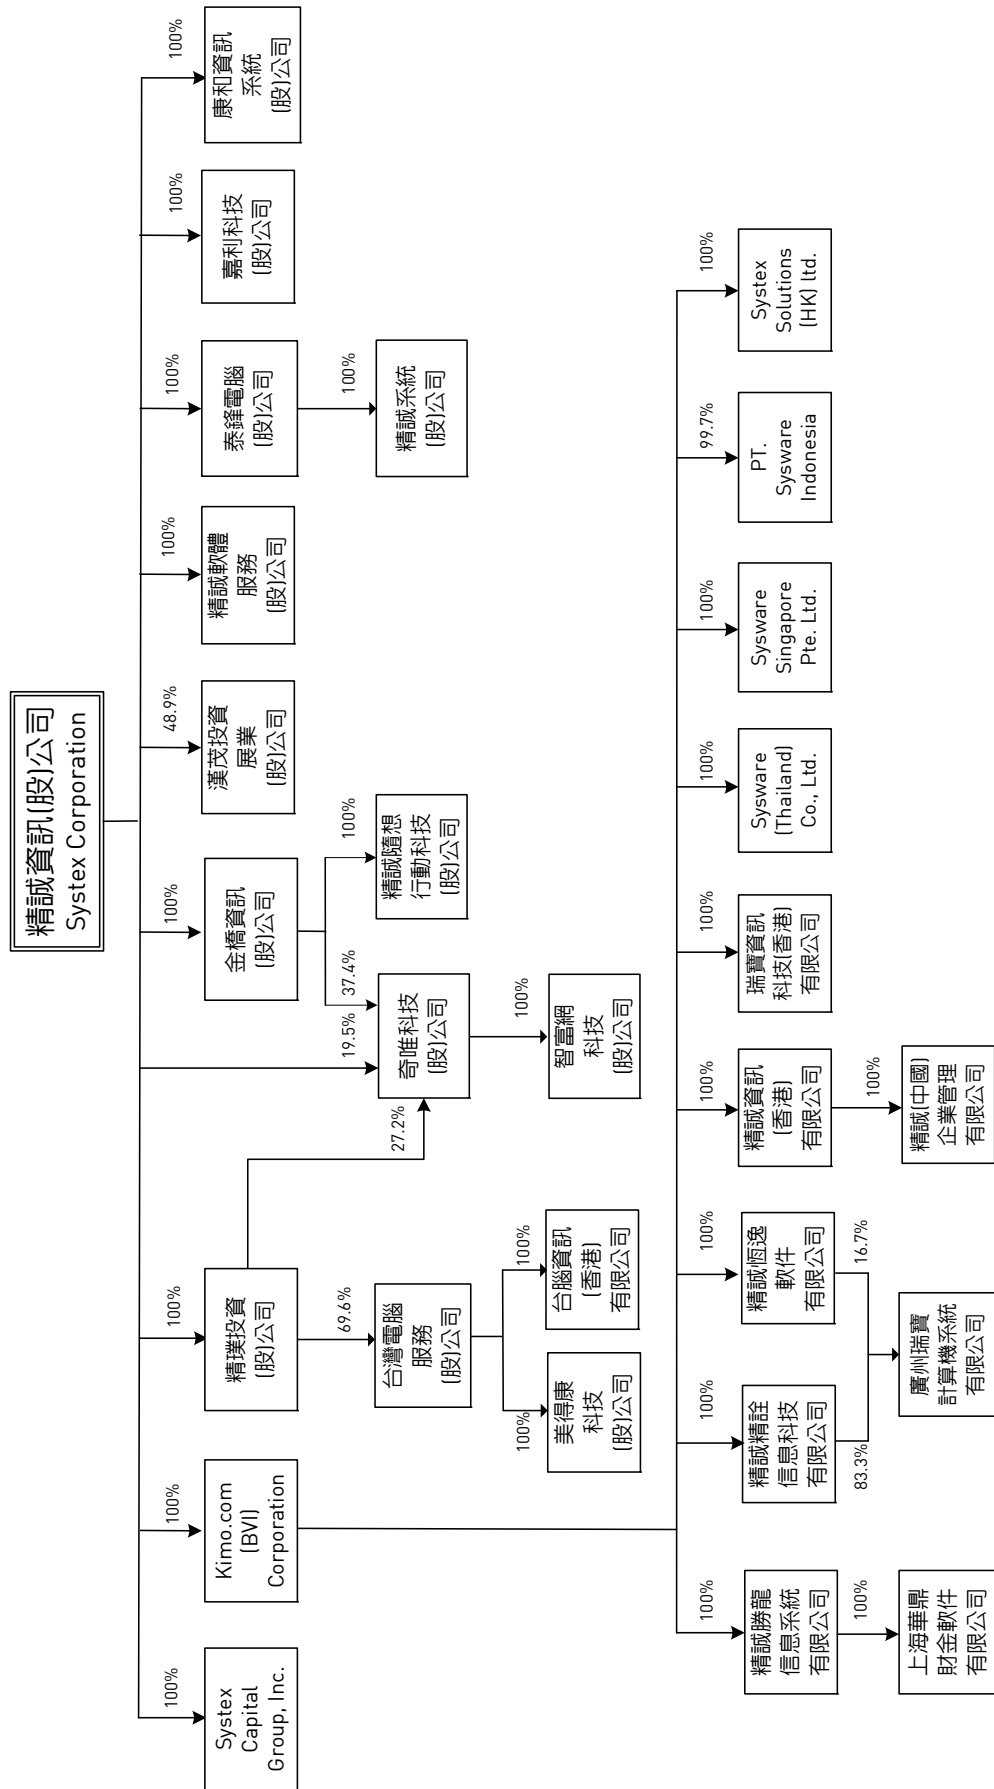 精誠資訊(股)公司
Systex Corporation
100%
Systex
Capital
Group, Inc.
100%
Kimo.com
(BVI)
Corporation
100%
精璞投資
(股)公司
100%
金橋資訊
(股)公司
48.9%
漢茂投資
展業
(股)公司
100%
精誠軟體
服務
(股)公司
100%
泰鋒電腦
(股)公司
100%
嘉利科技
(股)公司
100%
康和資訊
系統
(股)公司
69.6%
台灣電腦
服務
(股)公司
27.2%
19.5%
37.4%
奇唯科技
(股)公司
100%
精誠隨想
行動科技
(股)公司
100%
精誠系統
(股)公司
100%
美得康
科技
(股)公司
100%
台腦資訊
(香港)
有限公司
100%
智富網
科技
(股)公司
100%
精誠勝龍
信息系統
有限公司
100%
精誠精詮
信息科技
有限公司
100%
精誠恆逸
軟件
有限公司
100%
精誠資訊
(香港)
有限公司
100%
瑞寶資訊
科技(香港)
有限公司
100%
Sysware
(Thailand)
Co., Ltd.
100%
Sysware
Singapore
Pte. Ltd.
99.7%
PT.
Sysware
Indonesia
100%
Systex
Solutions
(HK) ltd.
100%
上海華鼎
財金軟件
有限公司
83.3%
16.7%
廣州瑞寶
計算機系統
有限公司
100%
精誠(中國)
企業管理
有限公司